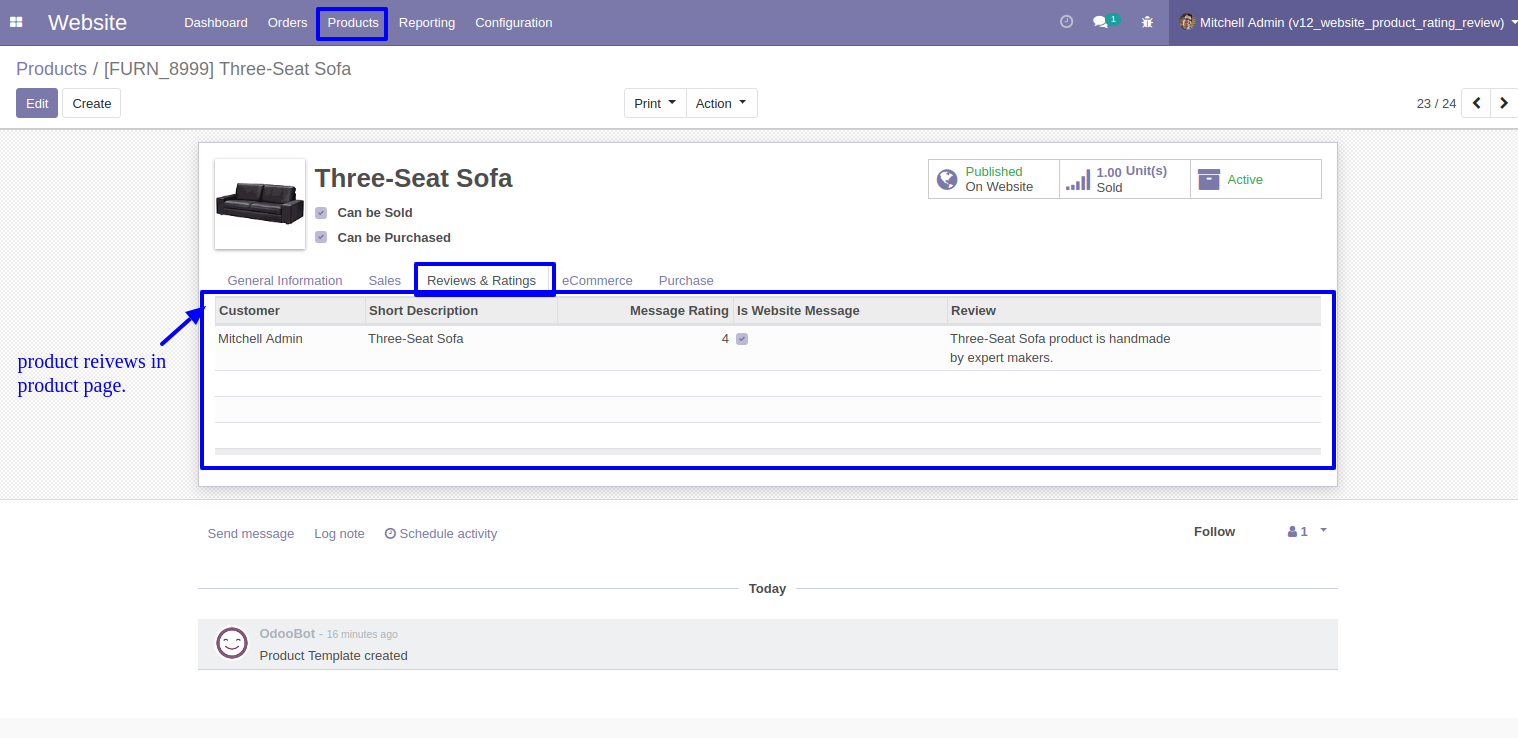 Website Dashboard Orders Products Reporting Configuration 1 Mitchell Admin (v12_website_product_rating_review)
Products / [FURN_8999] Three-Seat Sofa
Edit Create Print Action 23 / 24
Three-Seat Sofa
Published
On Website
1.00 Unit(s)
Sold
Active
Can be Sold
Can be Purchased
General Information Sales Reviews & Ratings eCommerce Purchase
Customer Short Description Message Rating Is Website Message Review
Mitchell Admin Three-Seat Sofa 4 Three-Seat Sofa product is handmade
by expert makers.
product reivews in
product page.
Send message Log note Schedule activity Follow 1
Today
OdooBot - 16 minutes ago
Product Template created